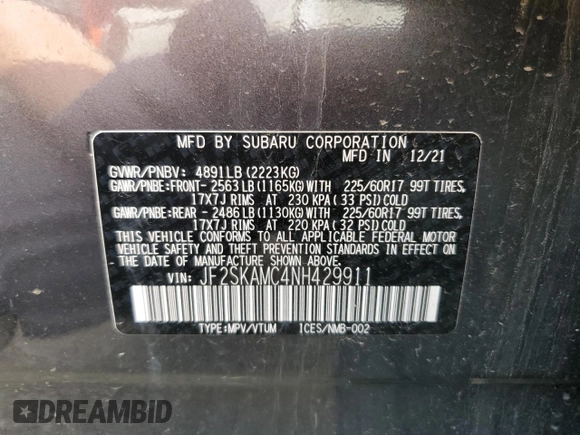 MFD BY SUBARU CORPORATION
MFD IN 12/21
GVWR/PNBV: 4891LB (2223KG)
GAWR/PNBE:FRONT- 2563LB (1165KG)WITH 225/60R17 99T TIRES,
17X7J RIMS AT 230 KPA (33 PSI) COLD
GAWR/PNBE:REAR - 2486LB (1130KG)WITH 225/60R17 99T TIRES,
17X7J RIMS AT 220 KPA (32 PSI) COLD
THIS VEHICLE CONFORMS TO ALL APPLICABLE FEDERAL MOTOR
VEHICLE SAFETY AND THEFT PREVENTION STANDARDS IN EFFECT ON
THE DATE OF MANUFACTURE SHOWN ABOVE.
VIN: JF2SKAMC4NH429911
TYPE:MPV/VTUM ICES/NMB-002
DREAMBID